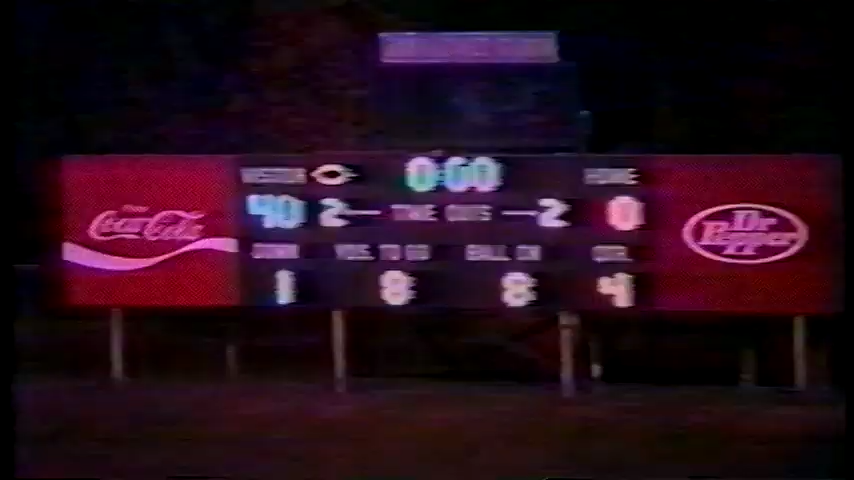 VISITOR 0:00 HOME
40 2 TIME OUTS 2 0
DOWN YDS. TO GO BALL ON QTR.
1 8 8 4
Enjoy
Coca-Cola
Dr
Pepper